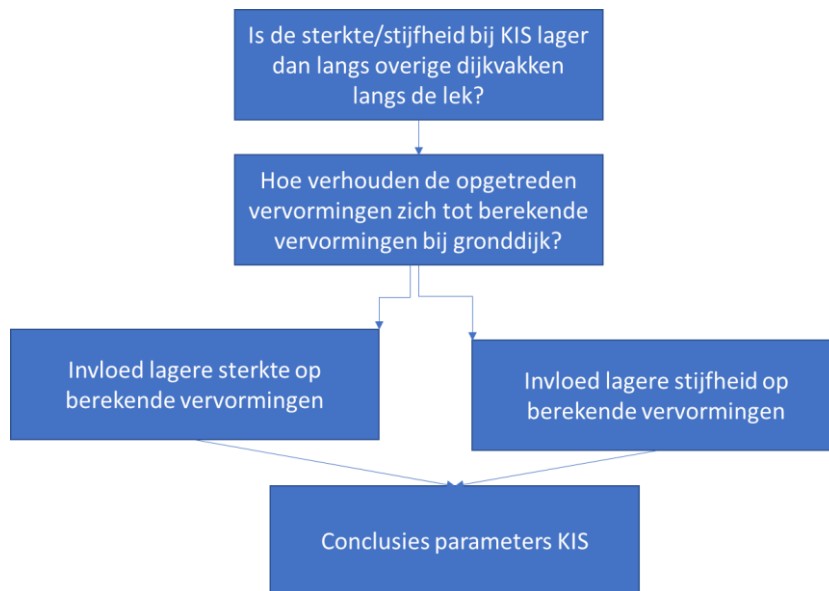 Is de sterkte/stijfheid bij KIS lager
dan langs overige dijkvakken
langs de lek?
Hoe verhouden de opgetreden
vervormingen zich tot berekende
vervormingen bij gronddijk?
Invloed lagere sterkte op
berekende vervormingen
Invloed lagere stijfheid op
berekende vervormingen
Conclusies parameters KIS